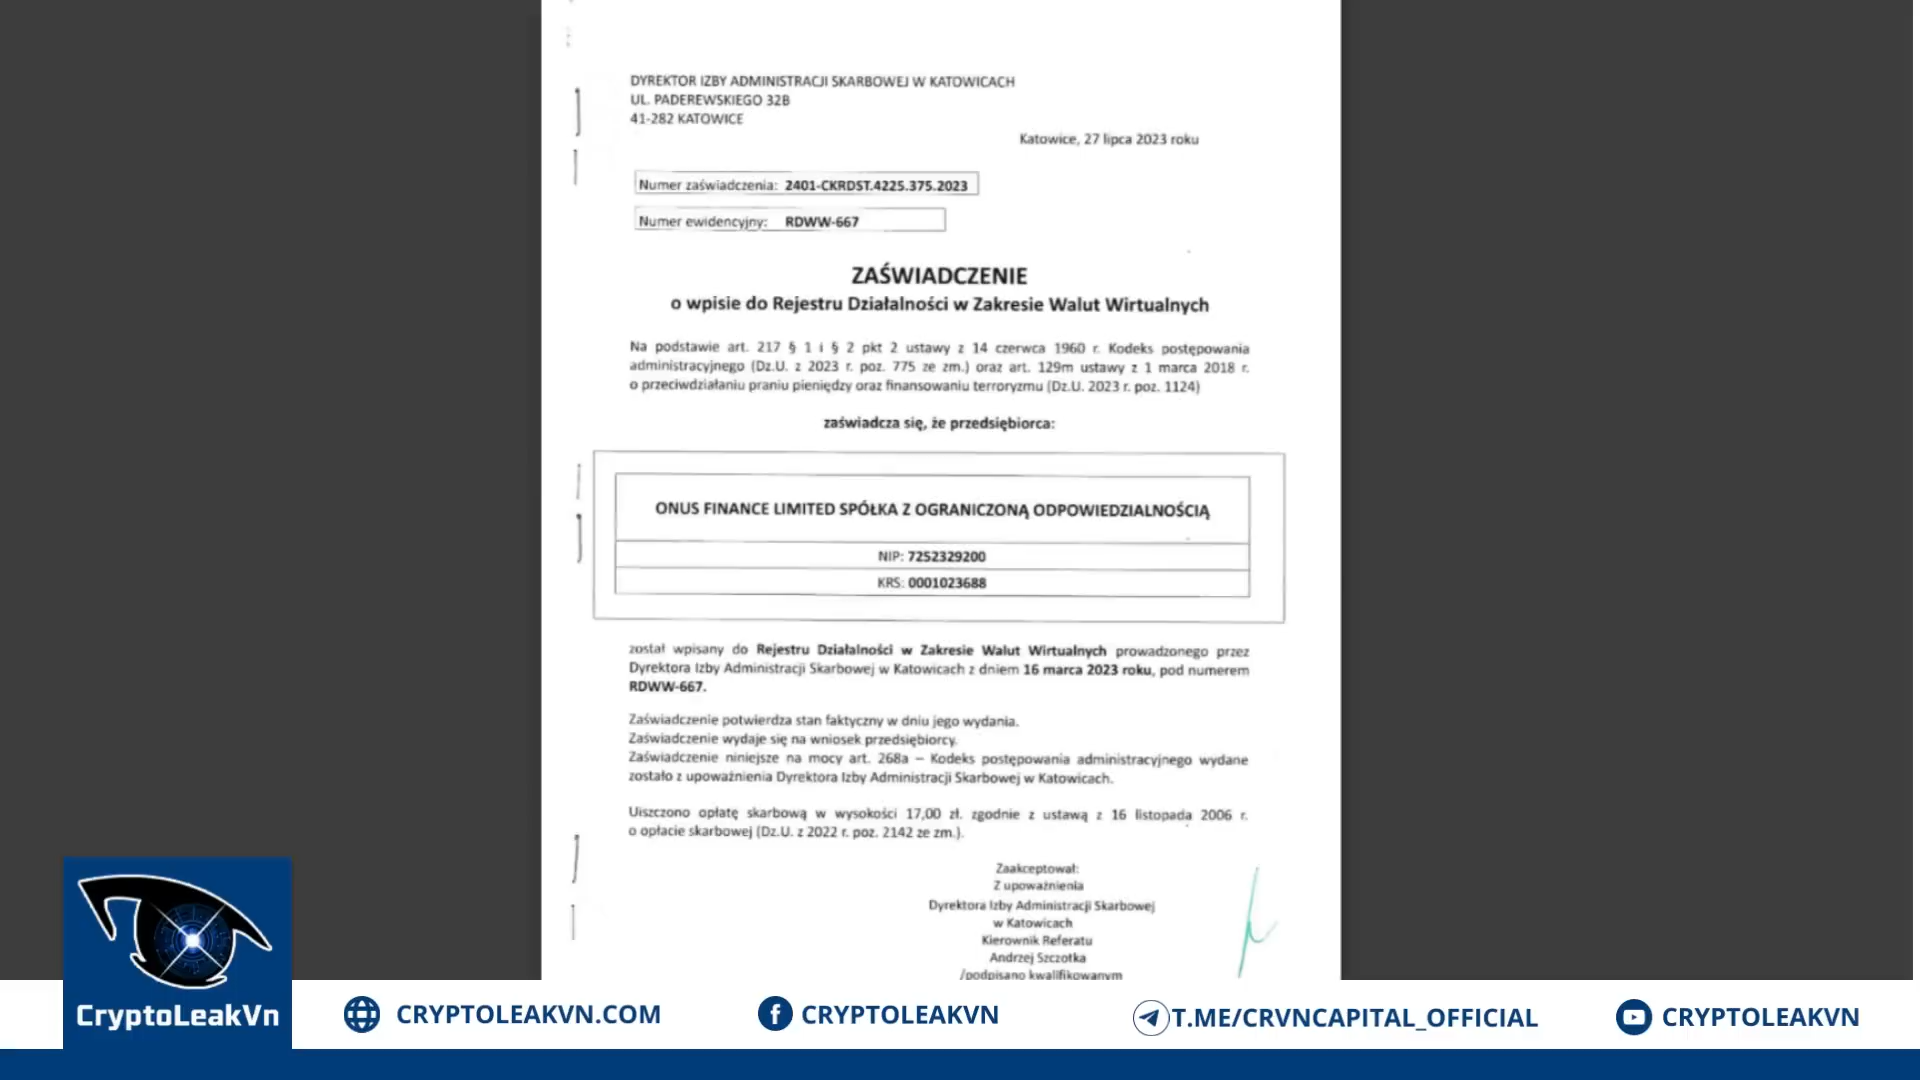 DYREKTOR IZBY ADMINISTRACJI SKARBOWEJ W KATOWICACH
UL. PADEREWSKIEGO 32B
41-282 KATOWICE
Katowice, 27 lipca 2023 roku
Numer zaświadczenia: 2401-CKRDST.4225.375.2023
Numer ewidencyjny: RDWW-667
ZAŚWIADCZENIE
o wpisie do Rejestru Działalności w Zakresie Walut Wirtualnych
Na podstawie art. 217 § 1 i § 2 pkt 2 ustawy z 14 czerwca 1960 r. Kodeks postępowania
administracyjnego (Dz.U. z 2023 r. poz. 775 ze zm.) oraz art. 129m ustawy z 1 marca 2018 r.
o przeciwdziałaniu praniu pieniędzy oraz finansowaniu terroryzmu (Dz.U. 2023 r. poz. 1124)
zaświadcza się, że przedsiębiorca:
ONUS FINANCE LIMITED SPÓŁKA Z OGRANICZONĄ ODPOWIEDZIALNOŚCIĄ
NIP: 7252329200
KRS: 0001023688
został wpisany do Rejestru Działalności w Zakresie Walut Wirtualnych prowadzonego przez
Dyrektora Izby Administracji Skarbowej w Katowicach z dniem 16 marca 2023 roku, pod numerem
RDWW-667.
Zaświadczenie potwierdza stan faktyczny w dniu jego wydania.
Zaświadczenie wydaje się na wniosek przedsiębiorcy.
Zaświadczenie niniejsze na mocy art. 268a – Kodeks postępowania administracyjnego wydane
zostało z upoważnienia Dyrektora Izby Administracji Skarbowej w Katowicach.
Uiszczono opłatę skarbową w wysokości 17,00 zł. zgodnie z ustawą z 16 listopada 2006 r.
o opłacie skarbowej (Dz.U. z 2022 r. poz. 2142 ze zm.).
Zaakceptował:
Z upoważnienia
Dyrektora Izby Administracji Skarbowej
w Katowicach
Kierownik Referatu
Andrzej Szczotka
/podpisano kwalifikowanym
CryptoLeakVn
CRYPTOLEAKVN.COM
CRYPTOLEAKVN
T.ME/CRVNCAPITAL_OFFICIAL
CRYPTOLEAKVN